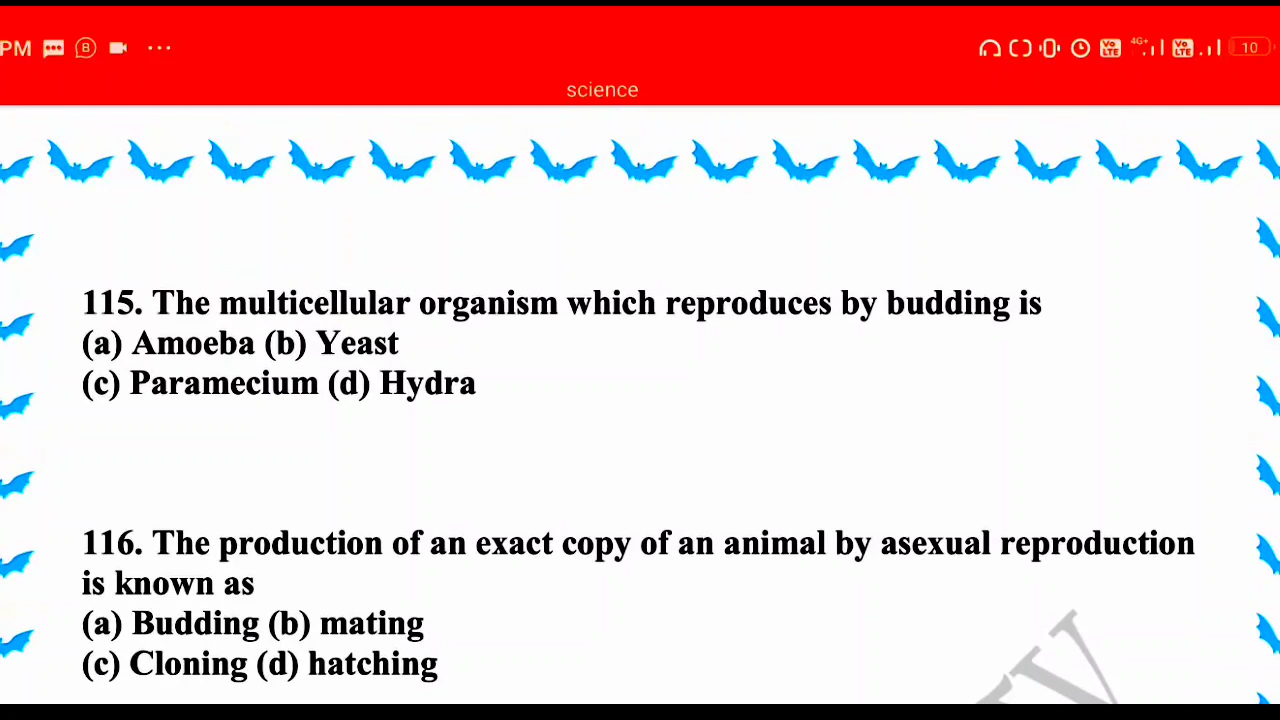 PM
10
science
115. The multicellular organism which reproduces by budding is
(a) Amoeba (b) Yeast
(c) Paramecium (d) Hydra
116. The production of an exact copy of an animal by asexual reproduction
is known as
(a) Budding (b) mating
(c) Cloning (d) hatching